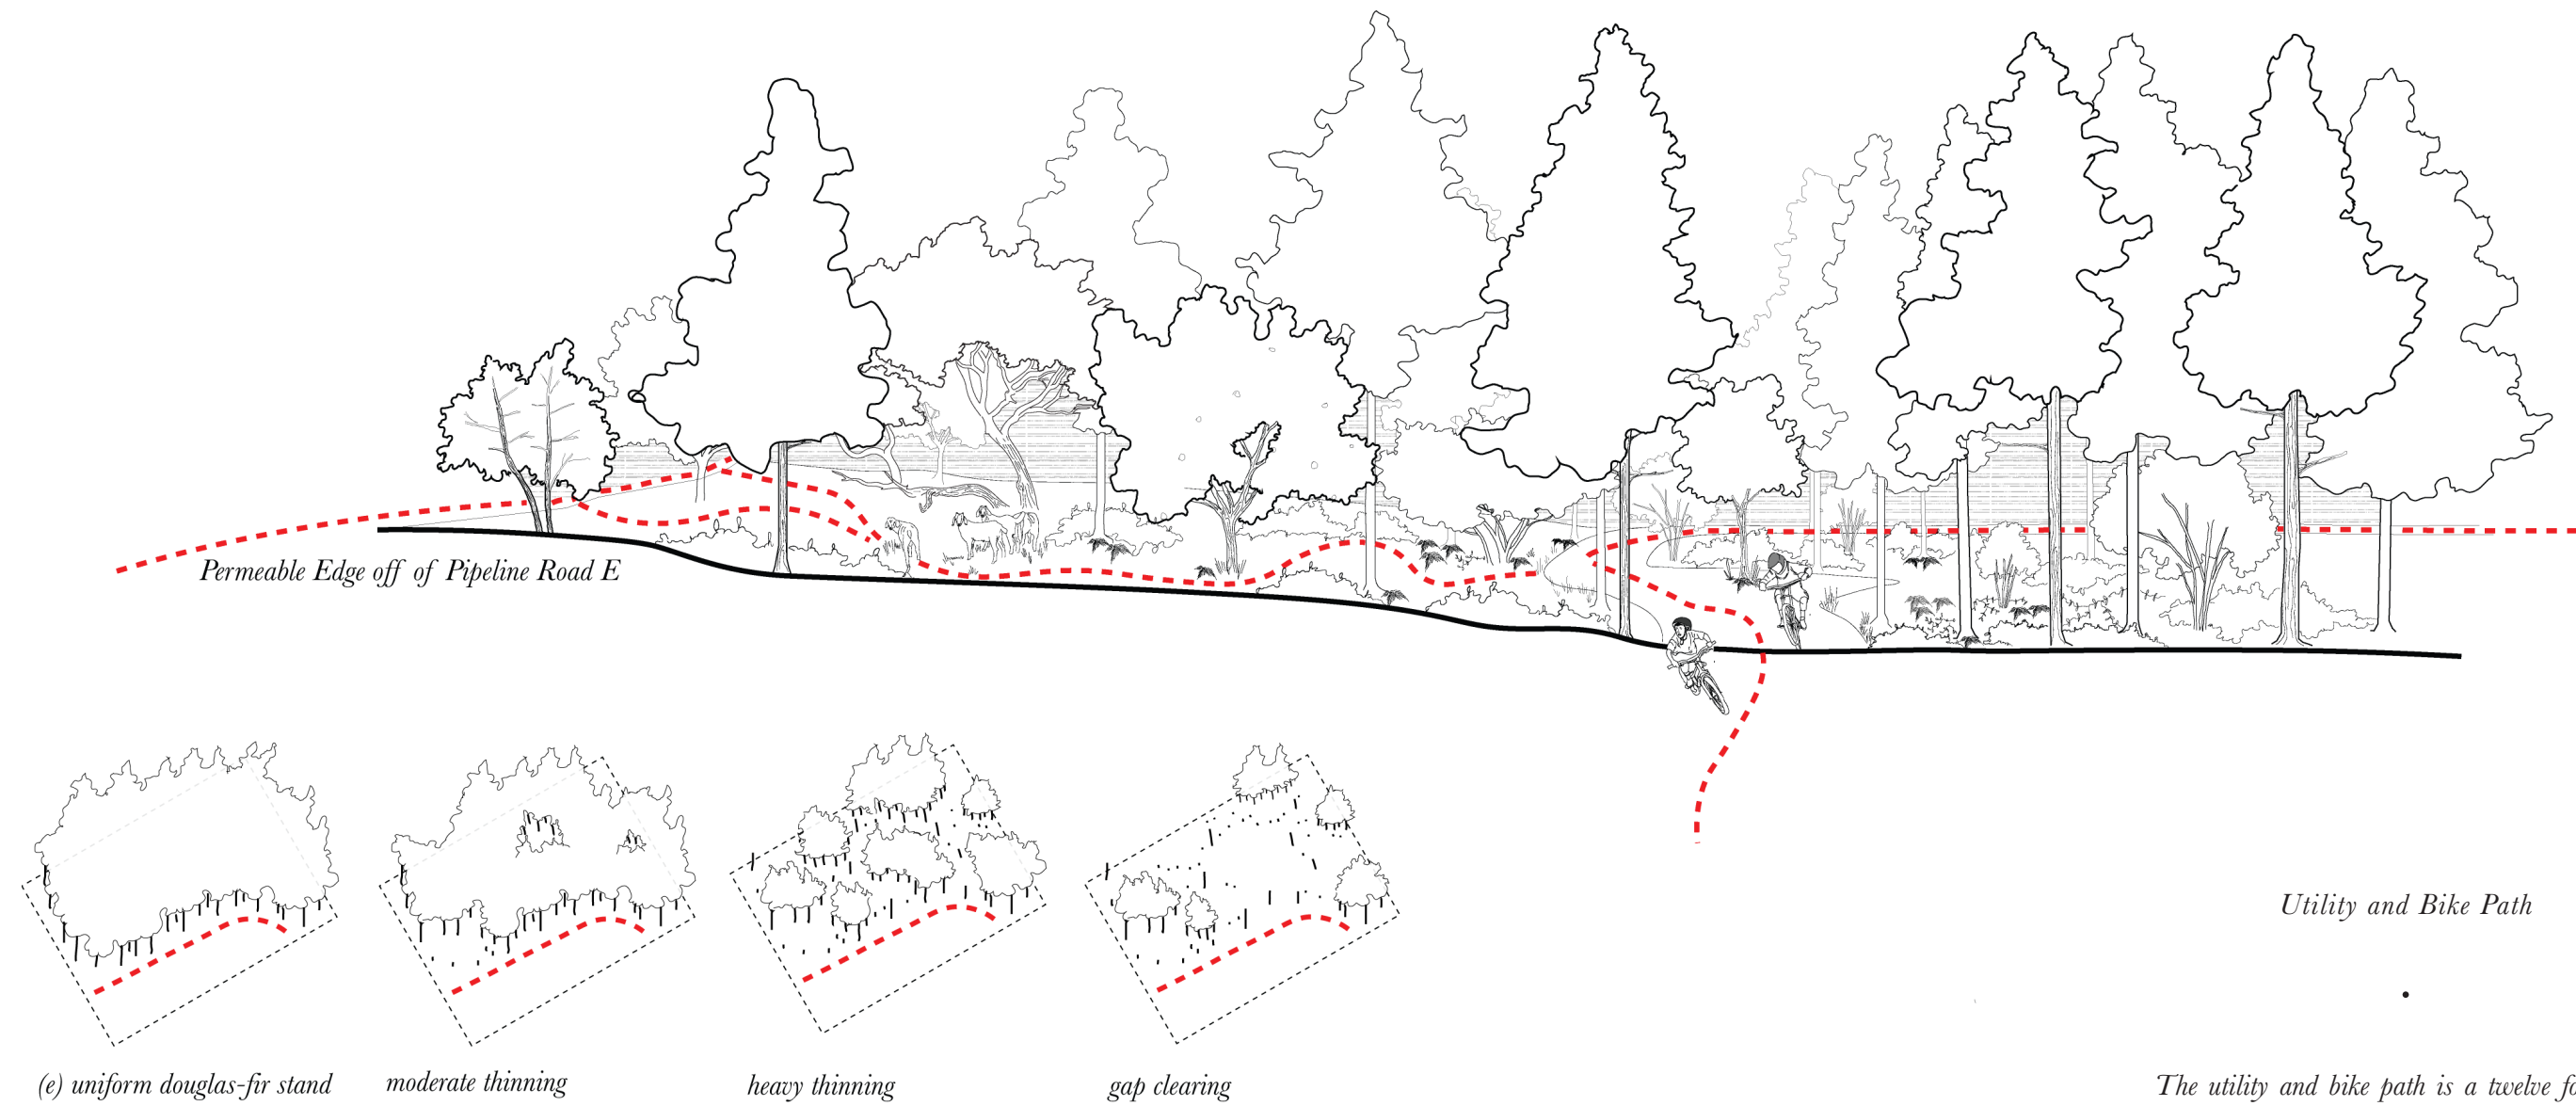 Permeable Edge off of Pipeline Road E
Utility and Bike Path
(e) uniform douglas-fir stand
moderate thinning
heavy thinning
gap clearing
The utility and bike path is a twelve